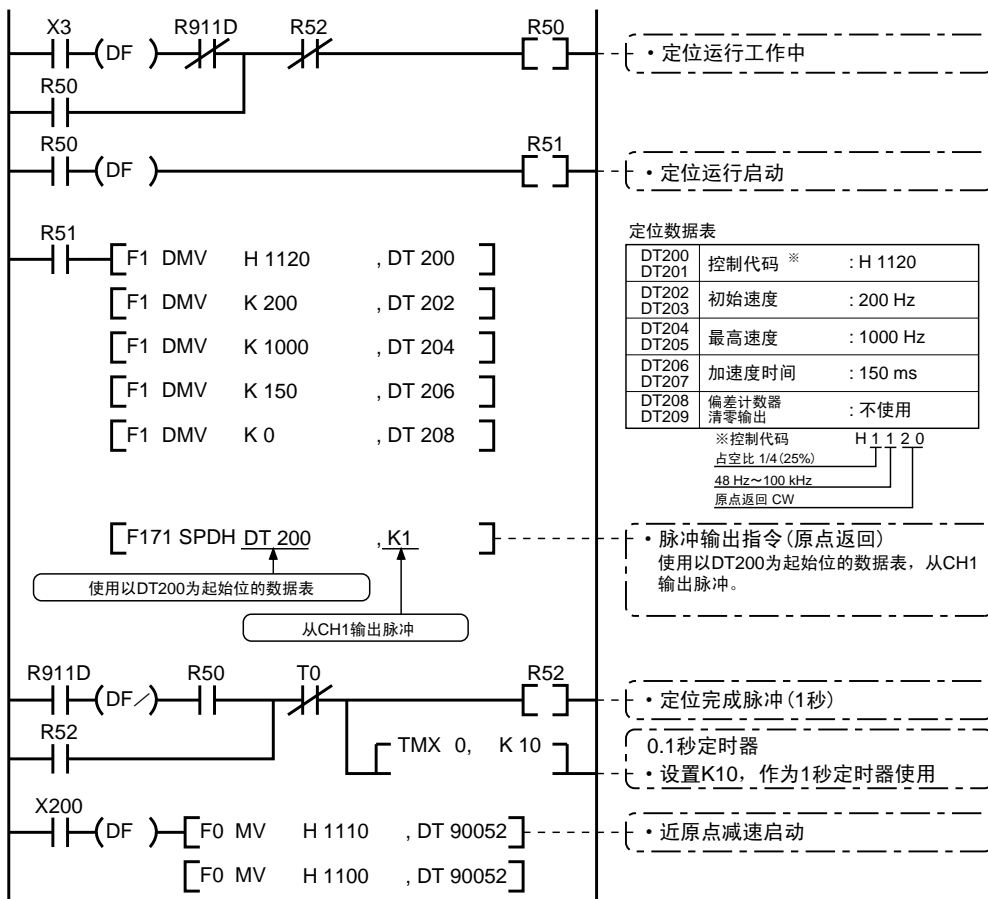 X3 R911D R52 R50
(DF )
・定位运行工作中
R50
R50 R51
(DF )
・定位运行启动
R51
F1 DMV H 1120 , DT 200
F1 DMV K 200 , DT 202
F1 DMV K 1000 , DT 204
F1 DMV K 150 , DT 206
F1 DMV K 0 , DT 208
定位数据表
DT200
DT201
控制代码 ※ : H 1120
DT202
DT203
初始速度 : 200 Hz
DT204
DT205
最高速度 : 1000 Hz
DT206
DT207
加速度时间 : 150 ms
DT208
DT209
偏差计数器
清零输出
: 不使用
※控制代码 H 1 1 2 0
占空比 1/4(25%)
48 Hz～100 kHz
原点返回 CW
F171 SPDH DT 200 , K1
使用以DT200为起始位的数据表
从CH1输出脉冲
・脉冲输出指令(原点返回)
使用以DT200为起始位的数据表，从CH1
输出脉冲。
R911D R50 T0 R52
(DF/)
・定位完成脉冲(1秒)
R52
TMX 0, K 10
0.1秒定时器
・设置K10，作为1秒定时器使用
X200
(DF ) F0 MV H 1110 , DT 90052
・近原点减速启动
F0 MV H 1100 , DT 90052